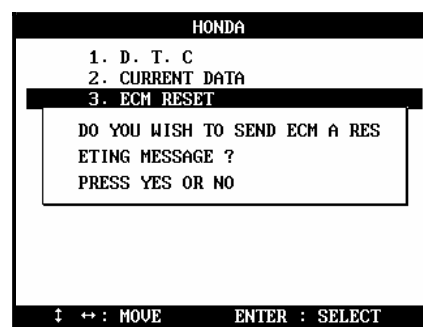 HONDA
1. D. T. C
2. CURRENT DATA
3. ECM RESET
DO YOU WISH TO SEND ECM A RES
ETING MESSAGE ?
PRESS YES OR NO
↕ ↔ : MOVE ENTER : SELECT